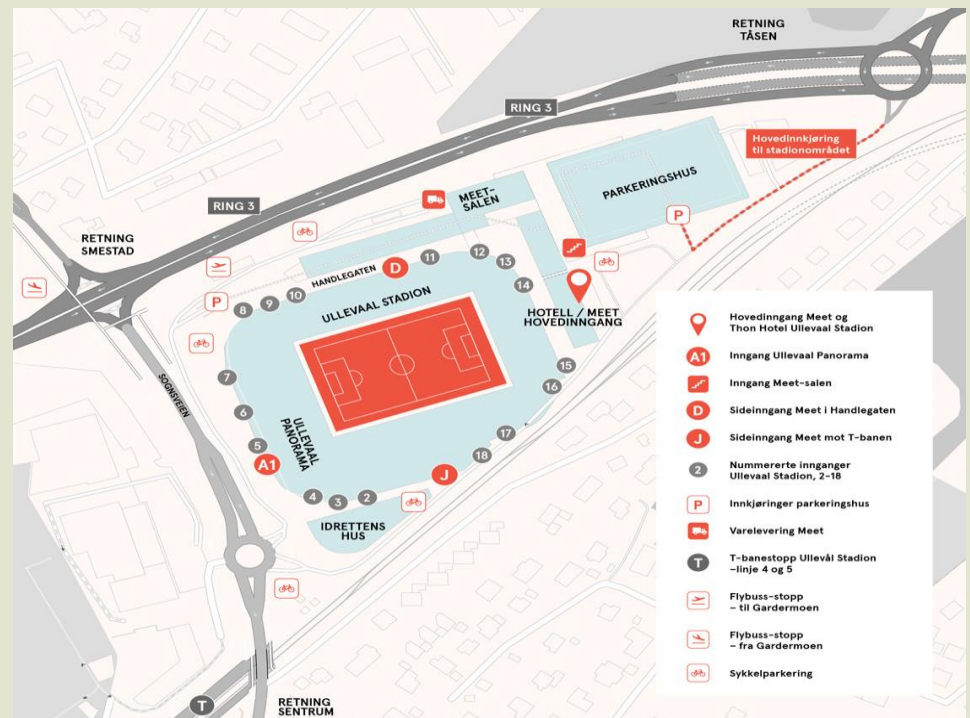 RETNING
TÅSEN
RING 3
Hovedinnkjøring
til stadionområdet
PARKERINGSHUS
MEET-
SALEN
RING 3
P
RETNING
SMESTAD
HANDLEGATEN
D
11
12
13
14
10
9
8
P
ULLEVAAL STADION
HOTELL / MEET
HOVEDINNGANG
7
6
5
SOGNSVEIEN
ULLEVAAL
PANORAMA
A1
15
16
17
18
J
4
3
2
IDRETTENS
HUS
T
RETNING
SENTRUM
Hovedinngang Meet og
Thon Hotel Ullevaal Stadion
A1
Inngang Ullevaal Panorama
Inngang Meet-salen
D
Sideinngang Meet i Handlegaten
J
Sideinngang Meet mot T-banen
2
Nummererte innganger
Ullevaal Stadion, 2-18
P
Innkjøringer parkeringshus
Varelevering Meet
T
T-banestopp Ullevål Stadion
–linje 4 og 5
Flybuss-stopp
– til Gardermoen
Flybuss-stopp
– fra Gardermoen
Sykkelparkering